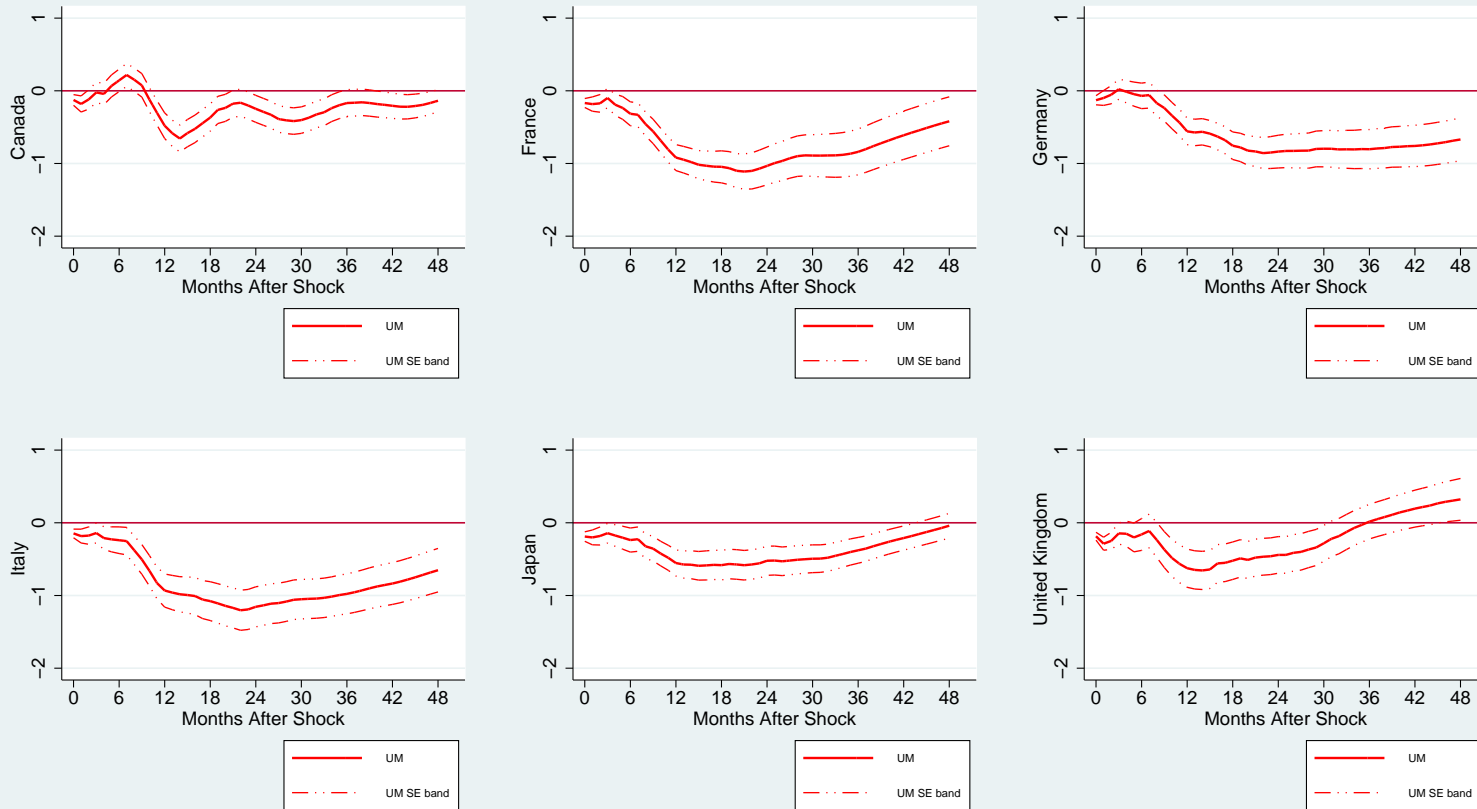 Canada
1
0
−1
−2
0 6 12 18 24 30 36 42 48
Months After Shock
UM
UM SE band
France
1
0
−1
−2
0 6 12 18 24 30 36 42 48
Months After Shock
UM
UM SE band
Germany
1
0
−1
−2
0 6 12 18 24 30 36 42 48
Months After Shock
UM
UM SE band
Italy
1
0
−1
−2
0 6 12 18 24 30 36 42 48
Months After Shock
UM
UM SE band
Japan
1
0
−1
−2
0 6 12 18 24 30 36 42 48
Months After Shock
UM
UM SE band
United Kingdom
1
0
−1
−2
0 6 12 18 24 30 36 42 48
Months After Shock
UM
UM SE band